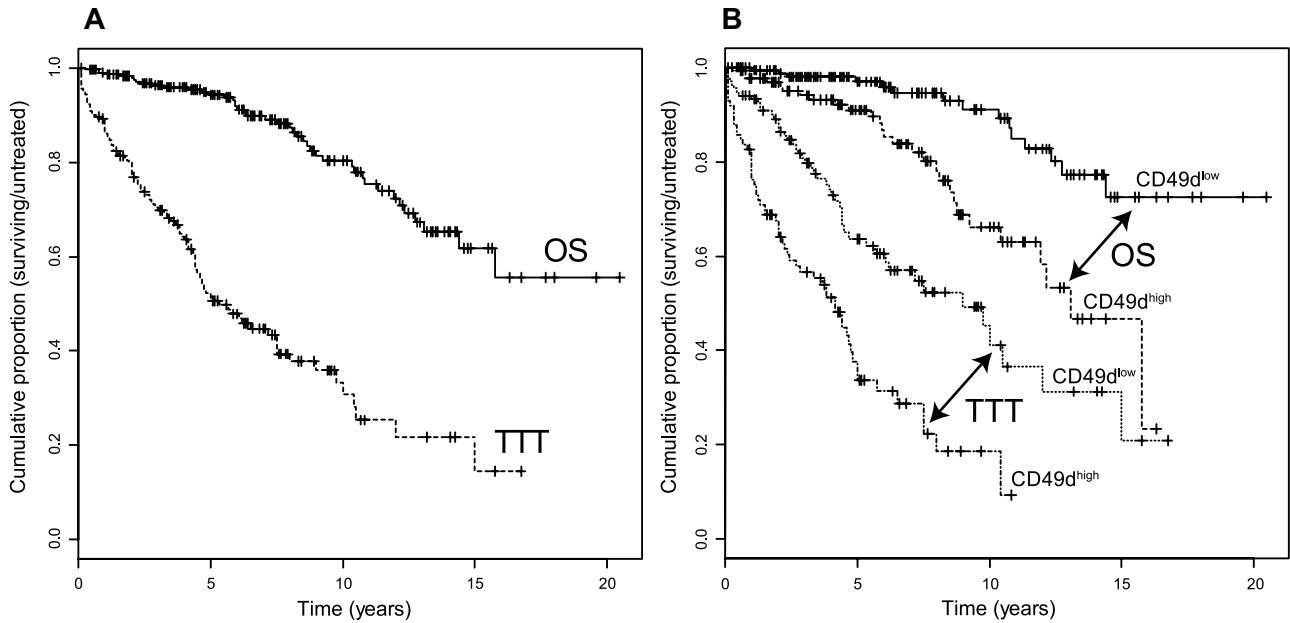 A
Cumulative proportion (surviving/untreated)
1.0
0.8
0.6
0.4
0.2
0.0
OS
TTT
0 5 10 15 20
Time (years)
B
Cumulative proportion (surviving/untreated)
1.0
0.8
0.6
0.4
0.2
0.0
CD49dlow
OS
CD49dhigh
CD49dlow
TTT
CD49dhigh
0 5 10 15 20
Time (years)